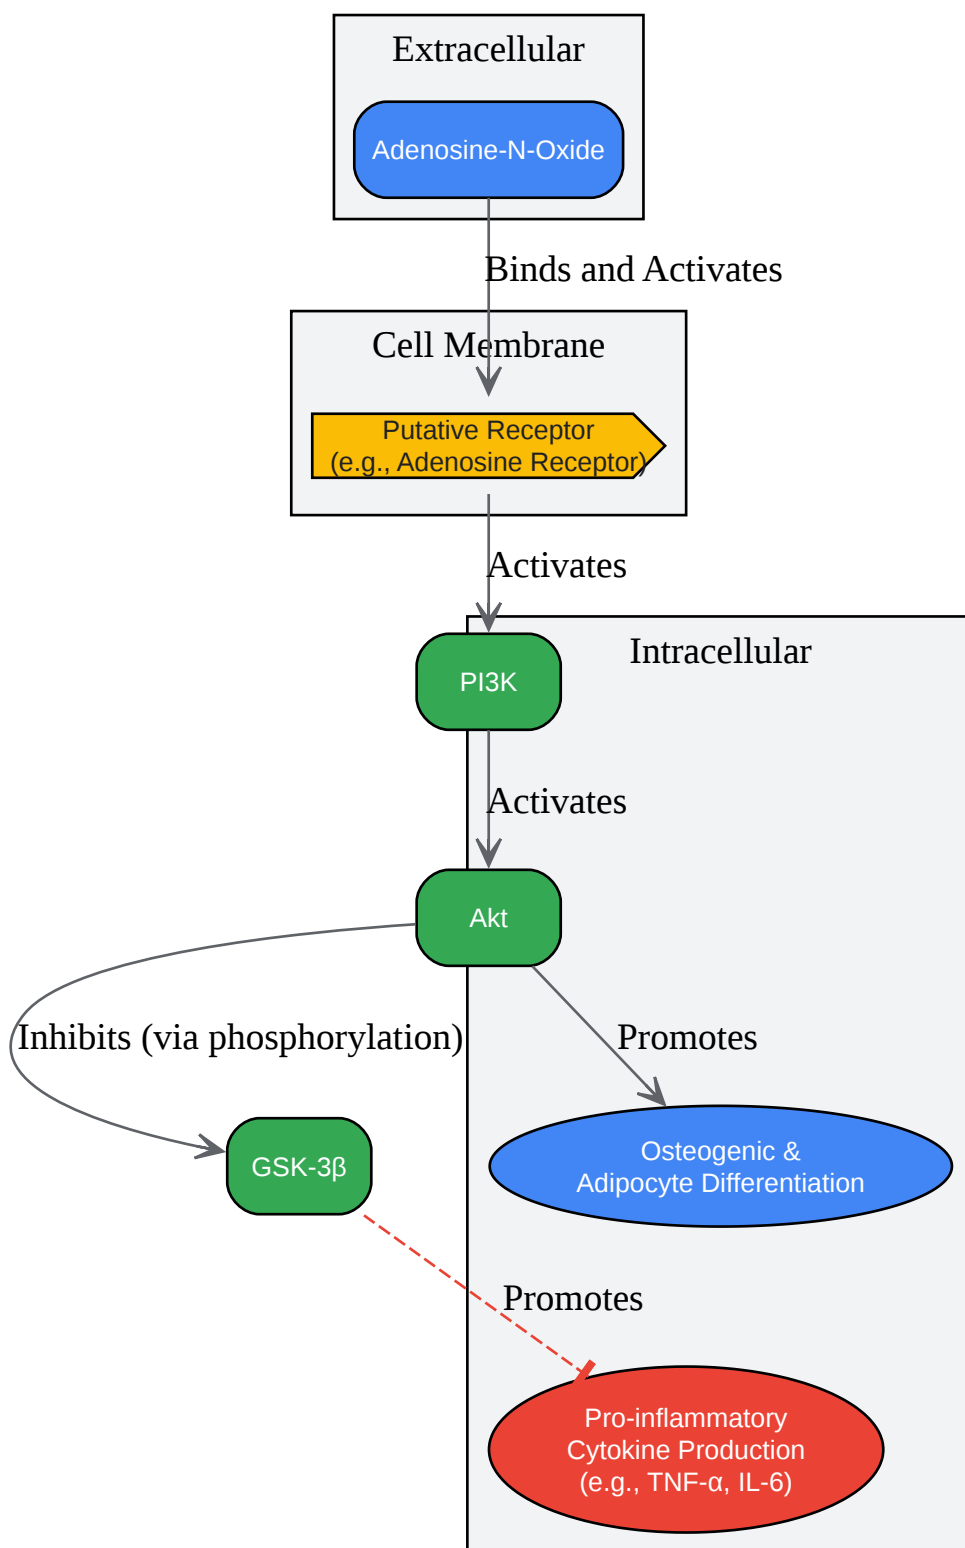 Extracellular
Adenosine-N-Oxide
Binds and Activates
Cell Membrane
Putative Receptor
(e.g., Adenosine Receptor)
Activates
Intracellular
PI3K
Activates
Akt
Inhibits (via phosphorylation)
Promotes
GSK-3β
Osteogenic &
Adipocyte Differentiation
Promotes
Pro-inflammatory
Cytokine Production
(e.g., TNF-α, IL-6)